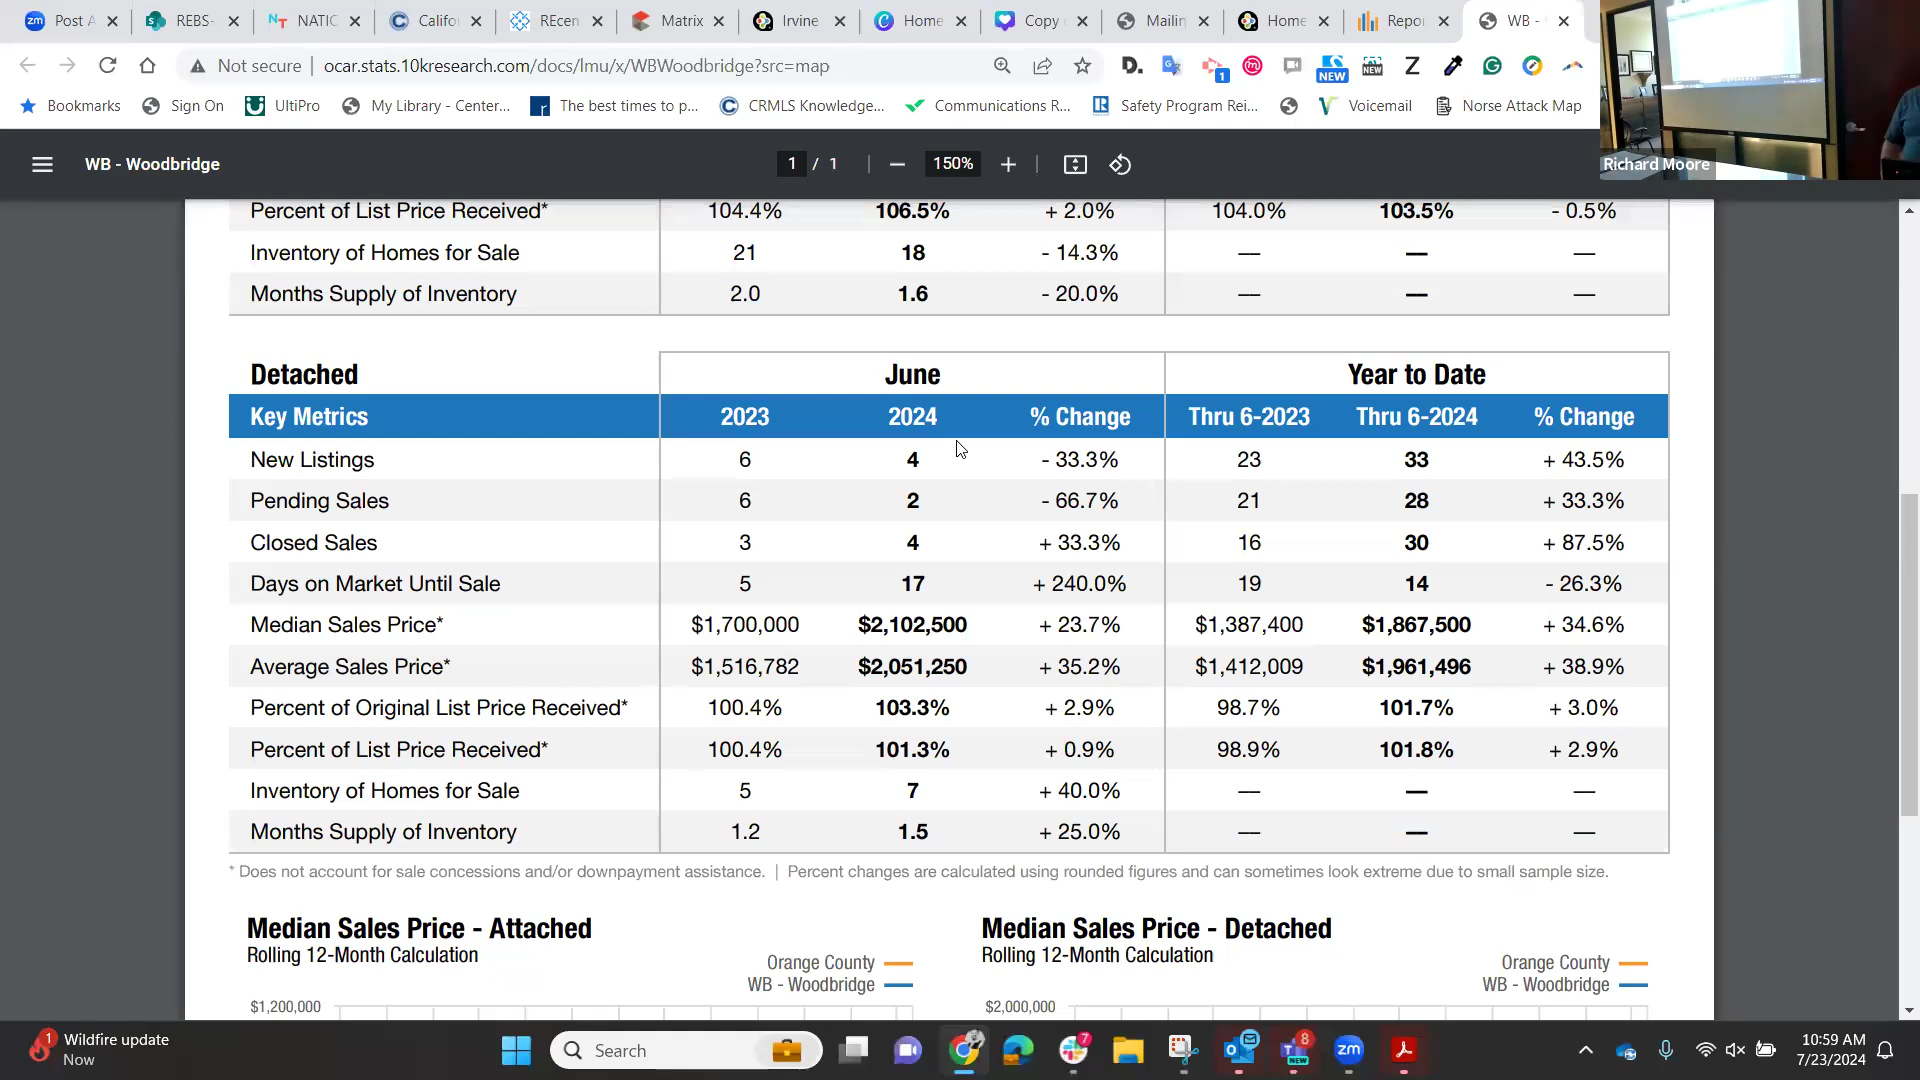 Post A
REBS-
NATIC
Califo
REcen
Matrix
Irvine
Home
Copy
Mailin
Home
Repo
WB -
Not secure
ocar.stats.10kresearch.com/docs/lmu/x/WBWoodbridge?src=map
Bookmarks
Sign On
UltiPro
My Library - Center...
The best times to p...
CRMLS Knowledge...
Communications R...
Safety Program Rei...
Voicemail
Norse Attack Map
Richard Moore
WB - Woodbridge
1 / 1
150%
Percent of List Price Received* 104.4% 106.5% + 2.0% 104.0% 103.5% - 0.5%
Inventory of Homes for Sale 21 18 - 14.3% — — —
Months Supply of Inventory 2.0 1.6 - 20.0% — — —
Detached June Year to Date
Key Metrics 2023 2024 % Change Thru 6-2023 Thru 6-2024 % Change
New Listings 6 4 - 33.3% 23 33 + 43.5%
Pending Sales 6 2 - 66.7% 21 28 + 33.3%
Closed Sales 3 4 + 33.3% 16 30 + 87.5%
Days on Market Until Sale 5 17 + 240.0% 19 14 - 26.3%
Median Sales Price* $1,700,000 $2,102,500 + 23.7% $1,387,400 $1,867,500 + 34.6%
Average Sales Price* $1,516,782 $2,051,250 + 35.2% $1,412,009 $1,961,496 + 38.9%
Percent of Original List Price Received* 100.4% 103.3% + 2.9% 98.7% 101.7% + 3.0%
Percent of List Price Received* 100.4% 101.3% + 0.9% 98.9% 101.8% + 2.9%
Inventory of Homes for Sale 5 7 + 40.0% — — —
Months Supply of Inventory 1.2 1.5 + 25.0% — — —
* Does not account for sale concessions and/or downpayment assistance. | Percent changes are calculated using rounded figures and can sometimes look extreme due to small sample size.
Median Sales Price - Attached
Rolling 12-Month Calculation
Orange County
WB - Woodbridge
$1,200,000
Median Sales Price - Detached
Rolling 12-Month Calculation
Orange County
WB - Woodbridge
$2,000,000
Wildfire update
Now
Search
10:59 AM
7/23/2024